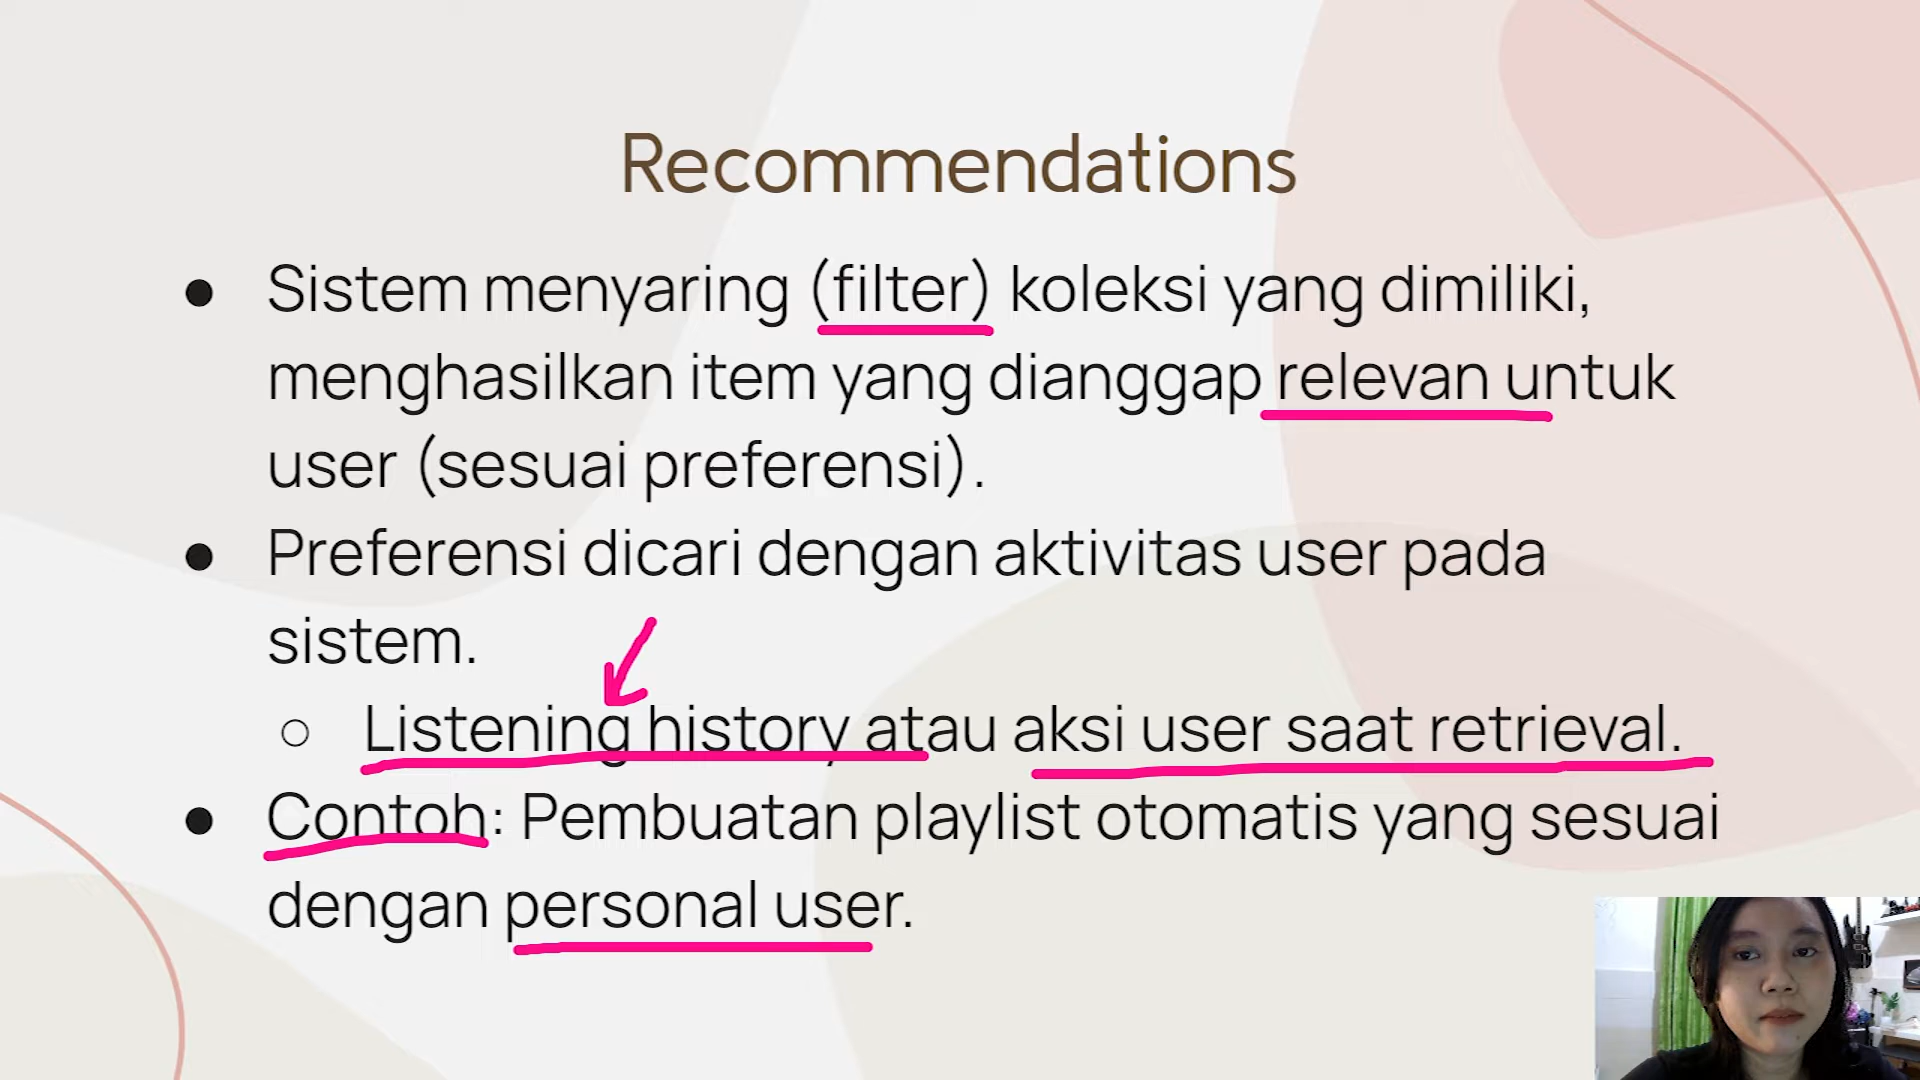 Recommendations
● Sistem menyaring (filter) koleksi yang dimiliki,
menghasilkan item yang dianggap relevan untuk
user (sesuai preferensi).
● Preferensi dicari dengan aktivitas user pada
sistem.
○ Listening history atau aksi user saat retrieval.
● Contoh: Pembuatan playlist otomatis yang sesuai
dengan personal user.